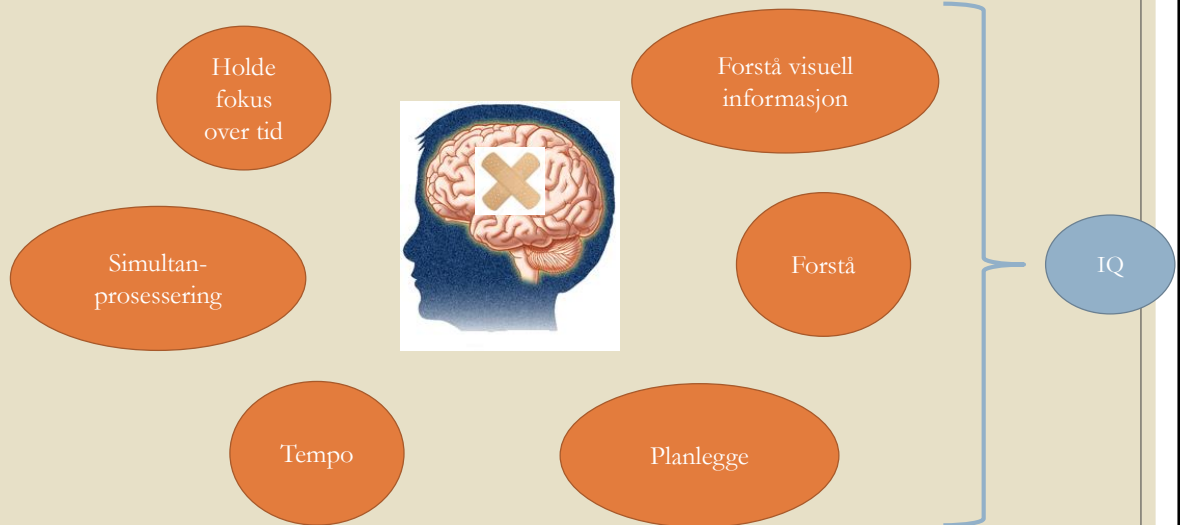 Holde
fokus
over tid
Forstå visuell
informasjon
Simultan-
prosessering
Forstå
IQ
Tempo
Planlegge